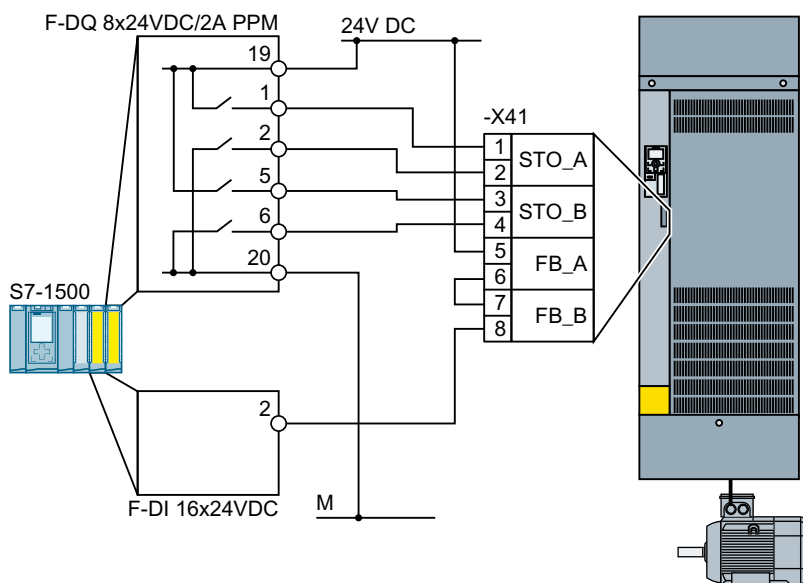 F-DQ 8x24VDC/2A PPM
24V DC
19
1
2
5
6
20
-X41
1
STO_A
2
3
STO_B
4
5
FB_A
6
7
FB_B
8
S7-1500
2
F-DI 16x24VDC
M